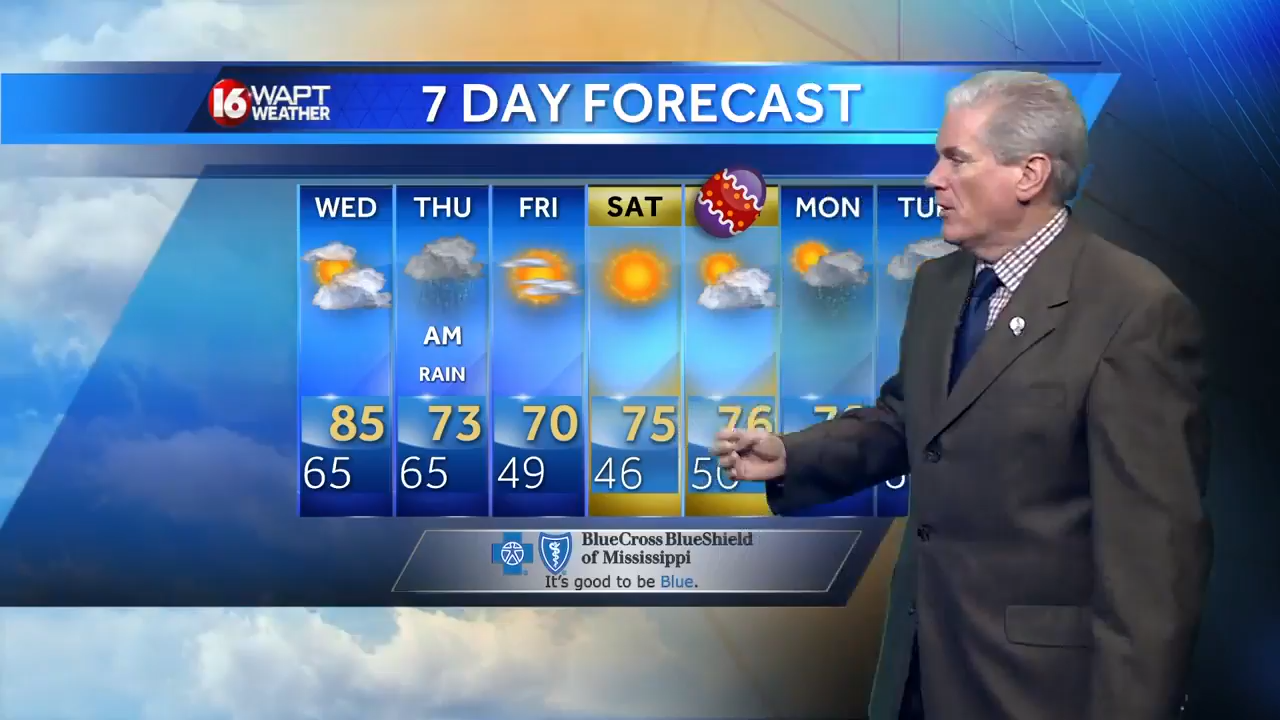 16 WAPT
WEATHER
7 DAY FORECAST
WED THU FRI SAT MON
AM
RAIN
85 73 70 75 76
65 65 49 46
BlueCross BlueShield
of Mississippi
It's good to be Blue.